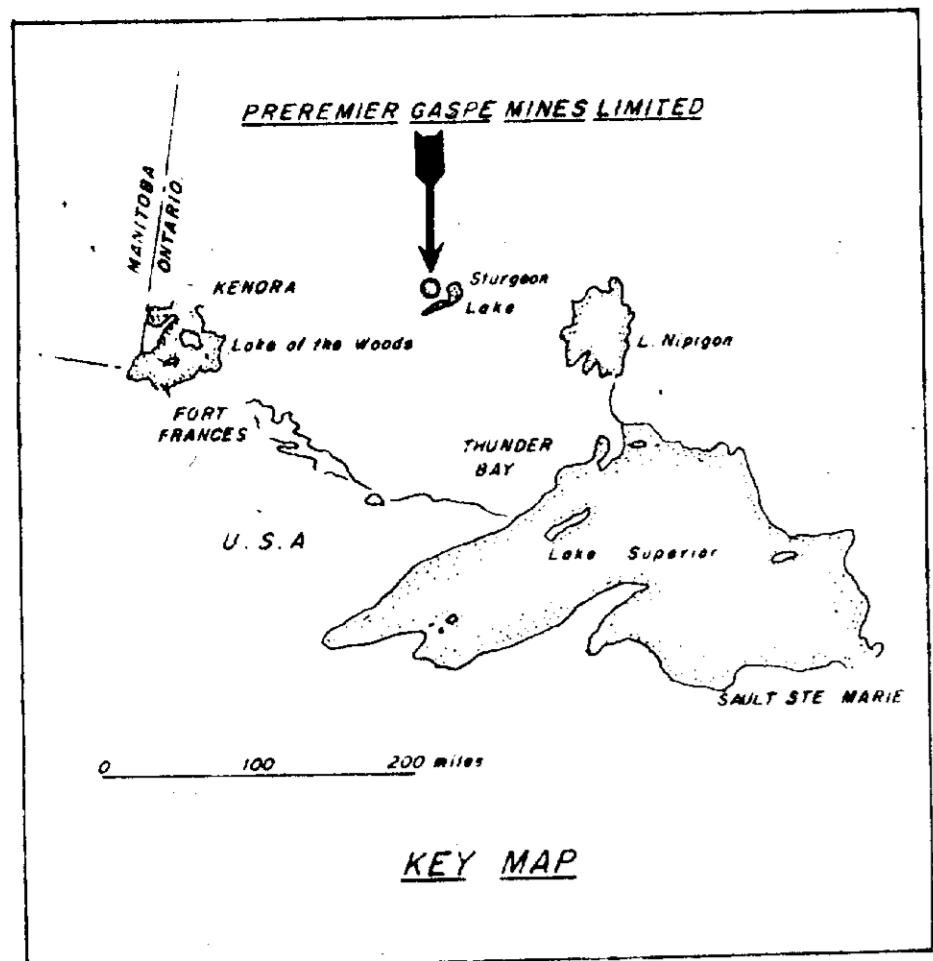 PREREMIER GASPE MINES LIMITED
MANITOBA
ONTARIO
KENORA
Sturgeon
Lake
Lake of the Woods
L. Nipigon
FORT
FRANCES
THUNDER
BAY
U.S.A
Lake Superior
SAULT STE MARIE
0 100 200 miles
KEY MAP